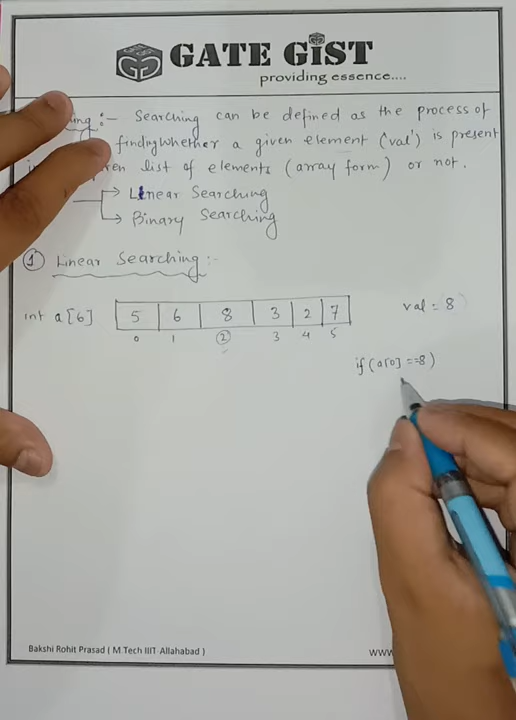 GATE GIST
providing essence....
:- Searching can be defined as the process of
finding whether a given element ('val') is present
list of elements (array form) or not.
Linear Searching
Binary Searching
① Linear Searching :-
int a[6] 5 6 8 3 2 7 val = 8
0 1 ② 3 4 5
if (a[0] == 8)
Bakshi Rohit Prasad ( M.Tech IIIT Allahabad )